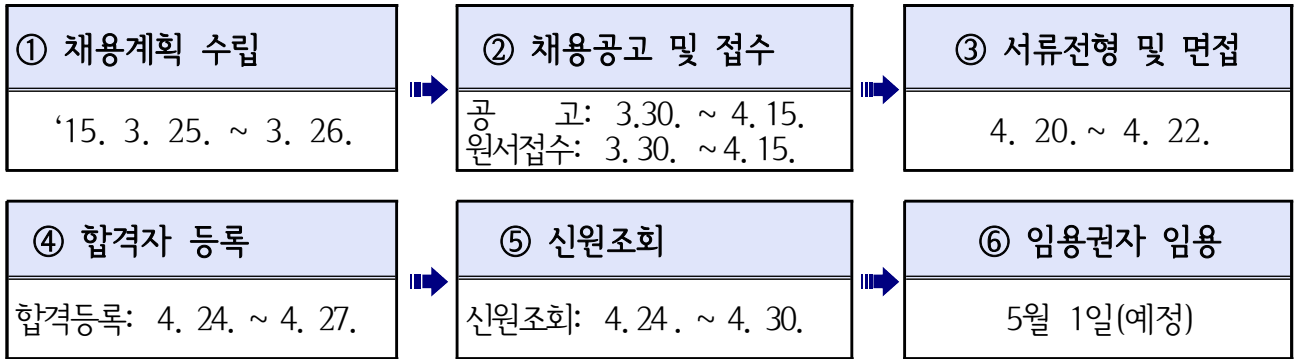 ① 채용계획 수립
‘15. 3. 25. ~ 3. 26.
② 채용공고 및 접수
공 고: 3.30. ~ 4. 15.
원서접수: 3. 30. ~4. 15.
③ 서류전형 및 면접
4. 20. ~ 4. 22.
④ 합격자 등록
합격등록: 4. 24. ~ 4. 27.
⑤ 신원조회
신원조회: 4. 24 . ~ 4. 30.
⑥ 임용권자 임용
5월 1일(예정)